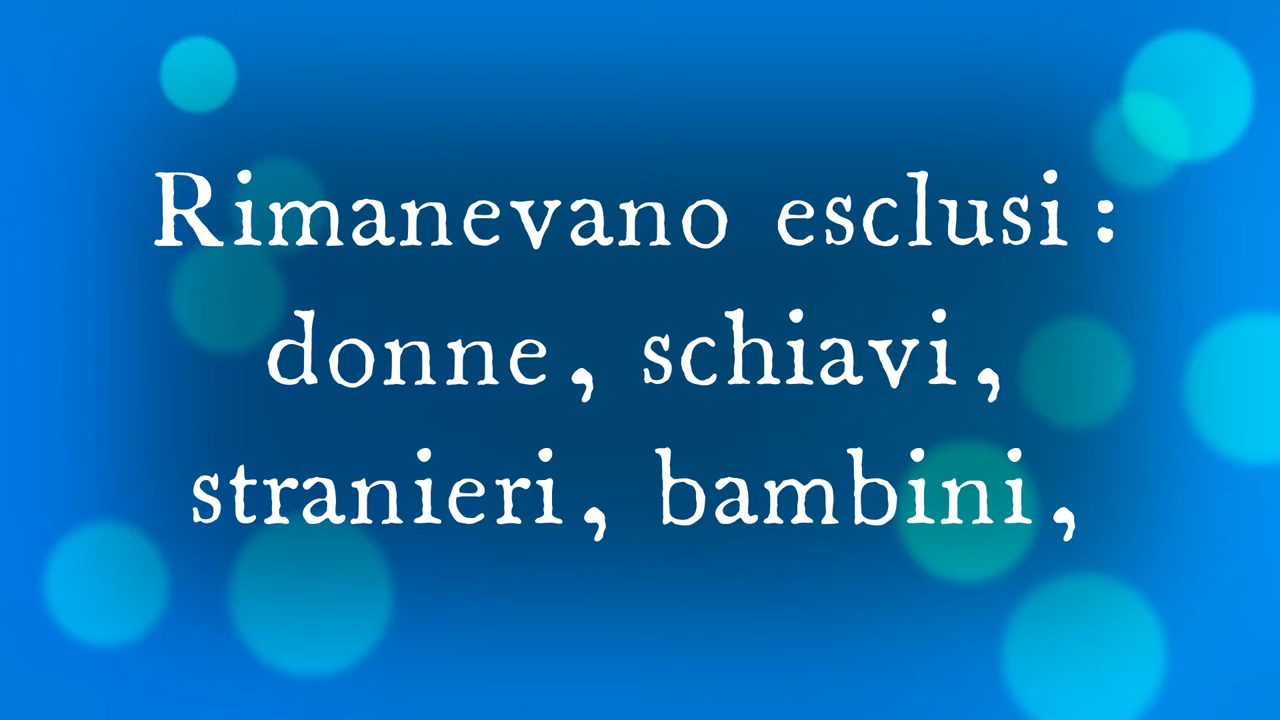 Rimanevano esclusi:
donne, schiavi,
stranieri, bambini,